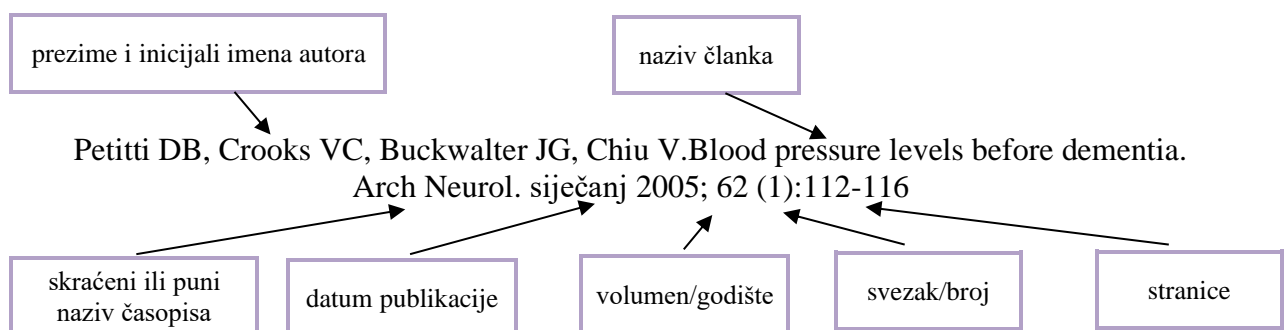 prezime i inicijali imena autora
naziv članka
Petitti DB, Crooks VC, Buckwalter JG, Chiu V.Blood pressure levels before dementia.
Arch Neurol. siječanj 2005; 62 (1):112-116
skraćeni ili puni
naziv časopisa
datum publikacije
volumen/godište
svezak/broj
stranice